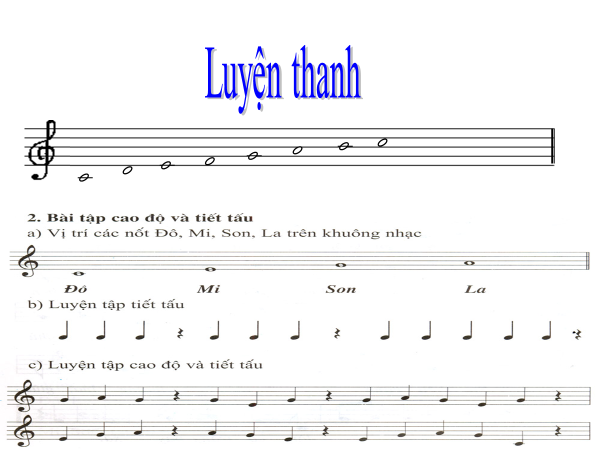 Luyện thanh
2. Bài tập cao độ và tiết tấu
a) Vị trí các nốt Đô, Mi, Son, La trên khuông nhạc
Đô Mi Son La
b) Luyện tập tiết tấu
c) Luyện tập cao độ và tiết tấu